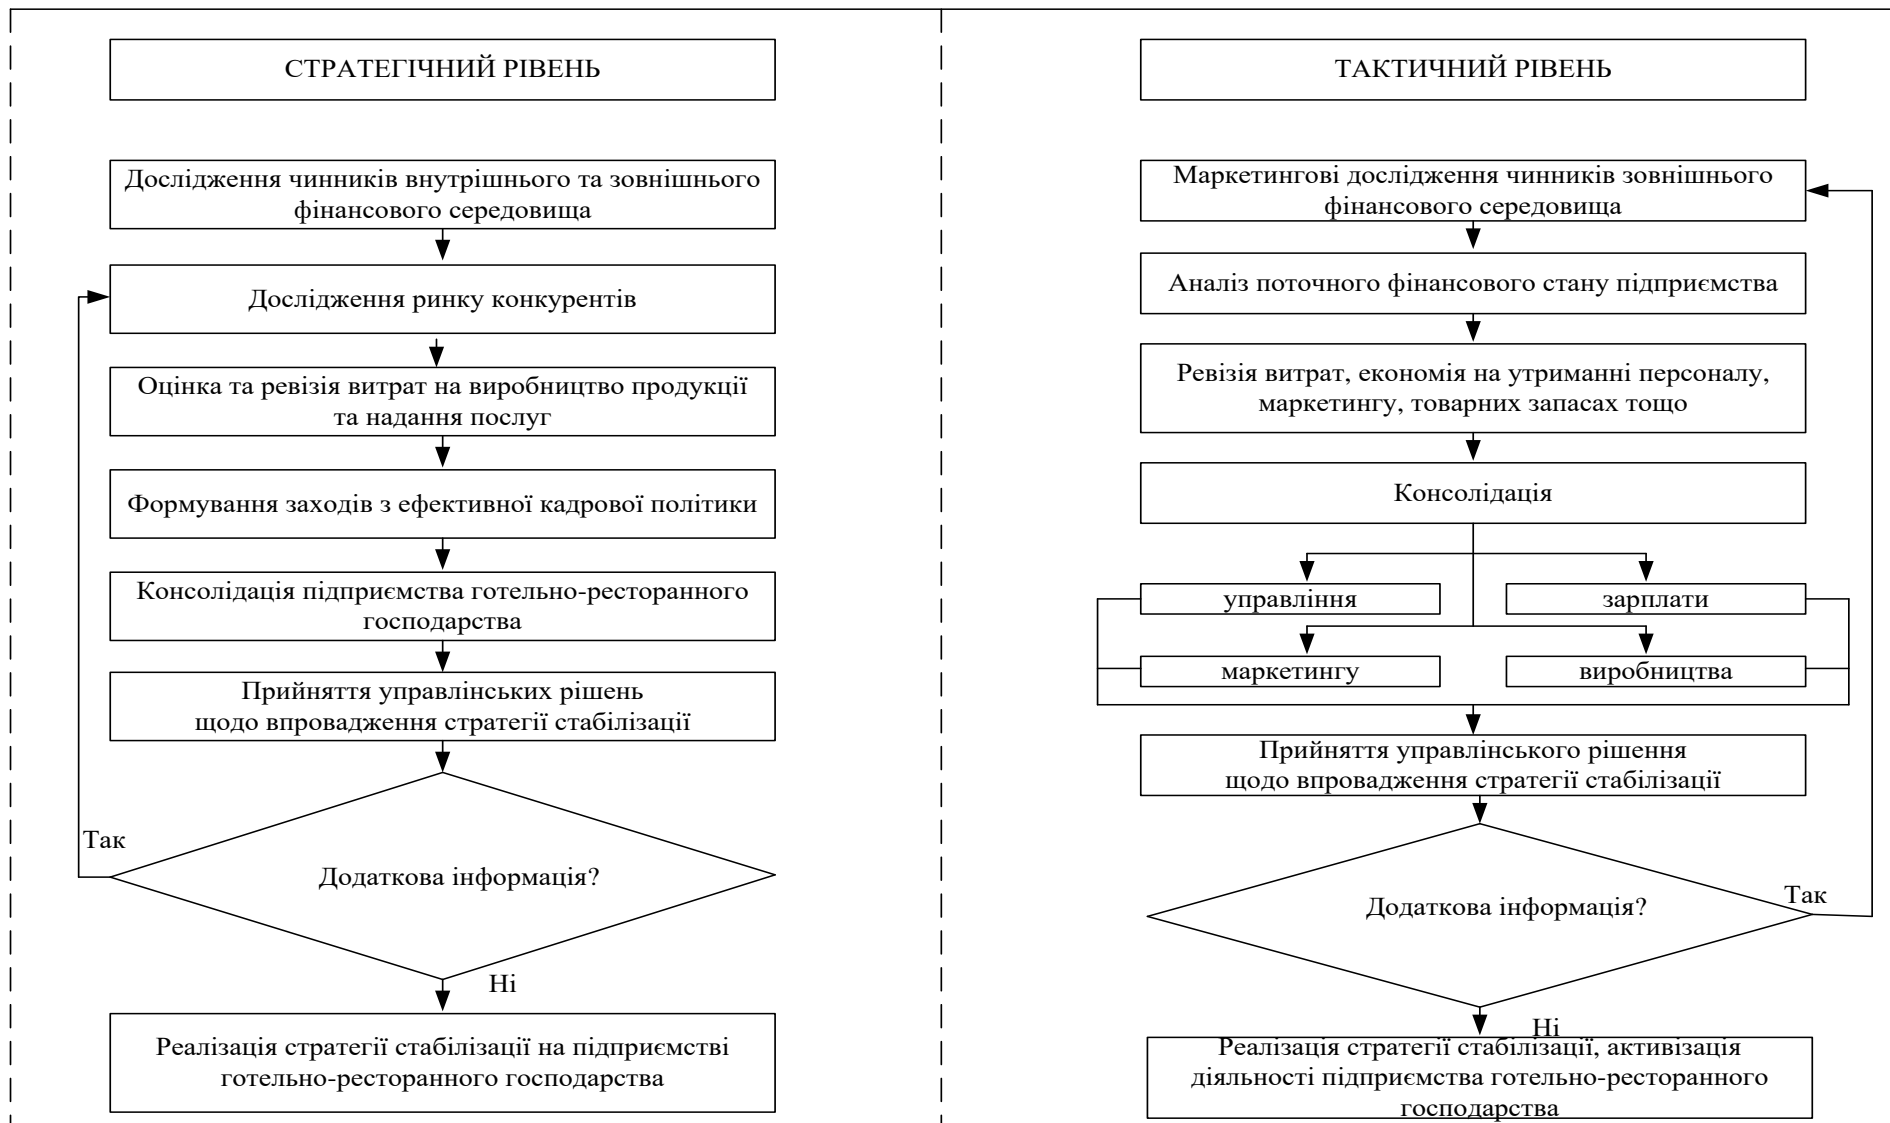 СТРАТЕГІЧНИЙ РІВЕНЬ
Дослідження чинників внутрішнього та зовнішнього
фінансового середовища
Дослідження ринку конкурентів
Оцінка та ревізія витрат на виробництво продукції
та надання послуг
Формування заходів з ефективної кадрової політики
Консолідація підприємства готельно-ресторанного
господарства
Прийняття управлінських рішень
щодо впровадження стратегії стабілізації
Так
Додаткова інформація?
Ні
Реалізація стратегії стабілізації на підприємстві
готельно-ресторанного господарства
ТАКТИЧНИЙ РІВЕНЬ
Маркетингові дослідження чинників зовнішнього
фінансового середовища
Аналіз поточного фінансового стану підприємства
Ревізія витрат, економія на утриманні персоналу,
маркетингу, товарних запасах тощо
Консолідація
управління
зарплати
маркетингу
виробництва
Прийняття управлінського рішення
щодо впровадження стратегії стабілізації
Додаткова інформація?
Так
Ні
Реалізація стратегії стабілізації, активізація
діяльності підприємства готельно-ресторанного
господарства